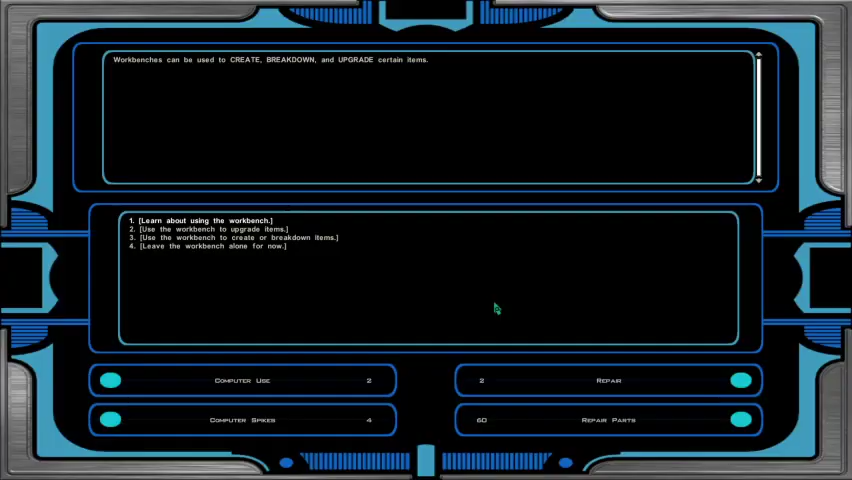 Workbenches can be used to CREATE, BREAKDOWN, and UPGRADE certain items.
1. [Learn about using the workbench.]
2. [Use the workbench to upgrade items.]
3. [Use the workbench to create or breakdown items.]
4. [Leave the workbench alone for now.]
Computer Use 2
2 Repair
Computer Spikes 4
60 Repair Parts